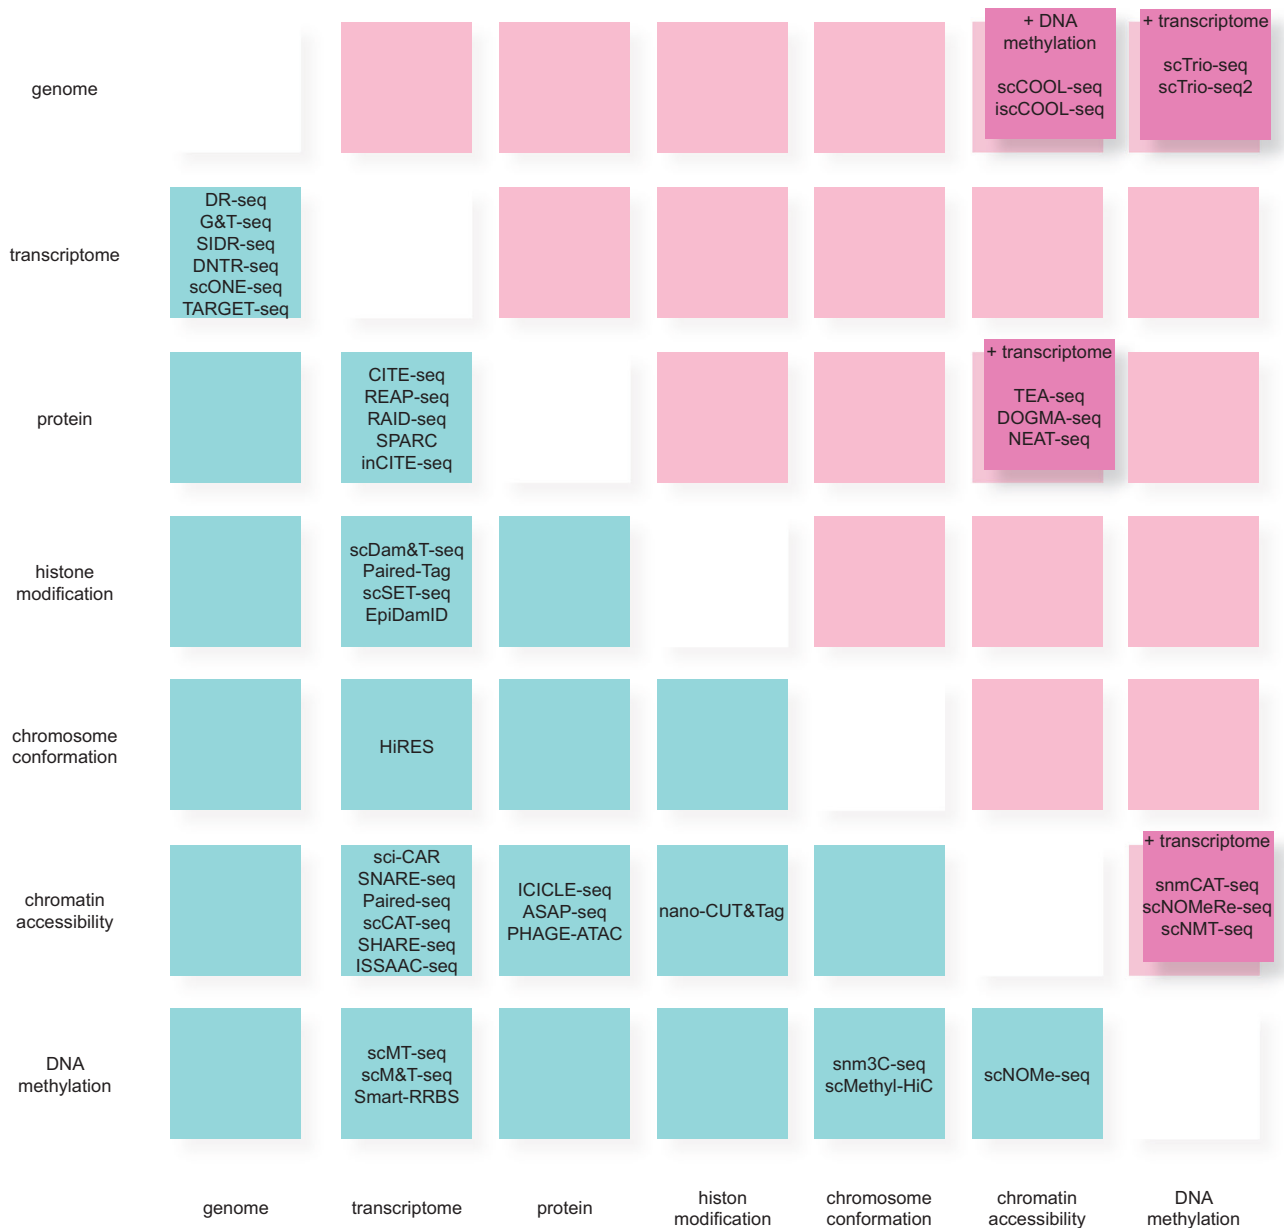 genome
+ DNA
methylation
scCOOL-seq
iscCOOL-seq
+ transcriptome
scTrio-seq
scTrio-seq2
transcriptome
DR-seq
G&T-seq
SIDR-seq
DNTR-seq
scONE-seq
TARGET-seq
protein
CITE-seq
REAP-seq
RAID-seq
SPARC
inCITE-seq
+ transcriptome
TEA-seq
DOGMA-seq
NEAT-seq
histone
modification
scDam&T-seq
Paired-Tag
scSET-seq
EpiDamID
chromosome
conformation
HiRES
chromatin
accessibility
sci-CAR
SNARE-seq
Paired-seq
scCAT-seq
SHARE-seq
ISSAAC-seq
ICICLE-seq
ASAP-seq
PHAGE-ATAC
nano-CUT&Tag
+ transcriptome
snmCAT-seq
scNOMeRe-seq
scNMT-seq
DNA
methylation
scMT-seq
scM&T-seq
Smart-RRBS
snm3C-seq
scMethyl-HiC
scNOMe-seq
genome
transcriptome
protein
histon
modification
chromosome
conformation
chromatin
accessibility
DNA
methylation